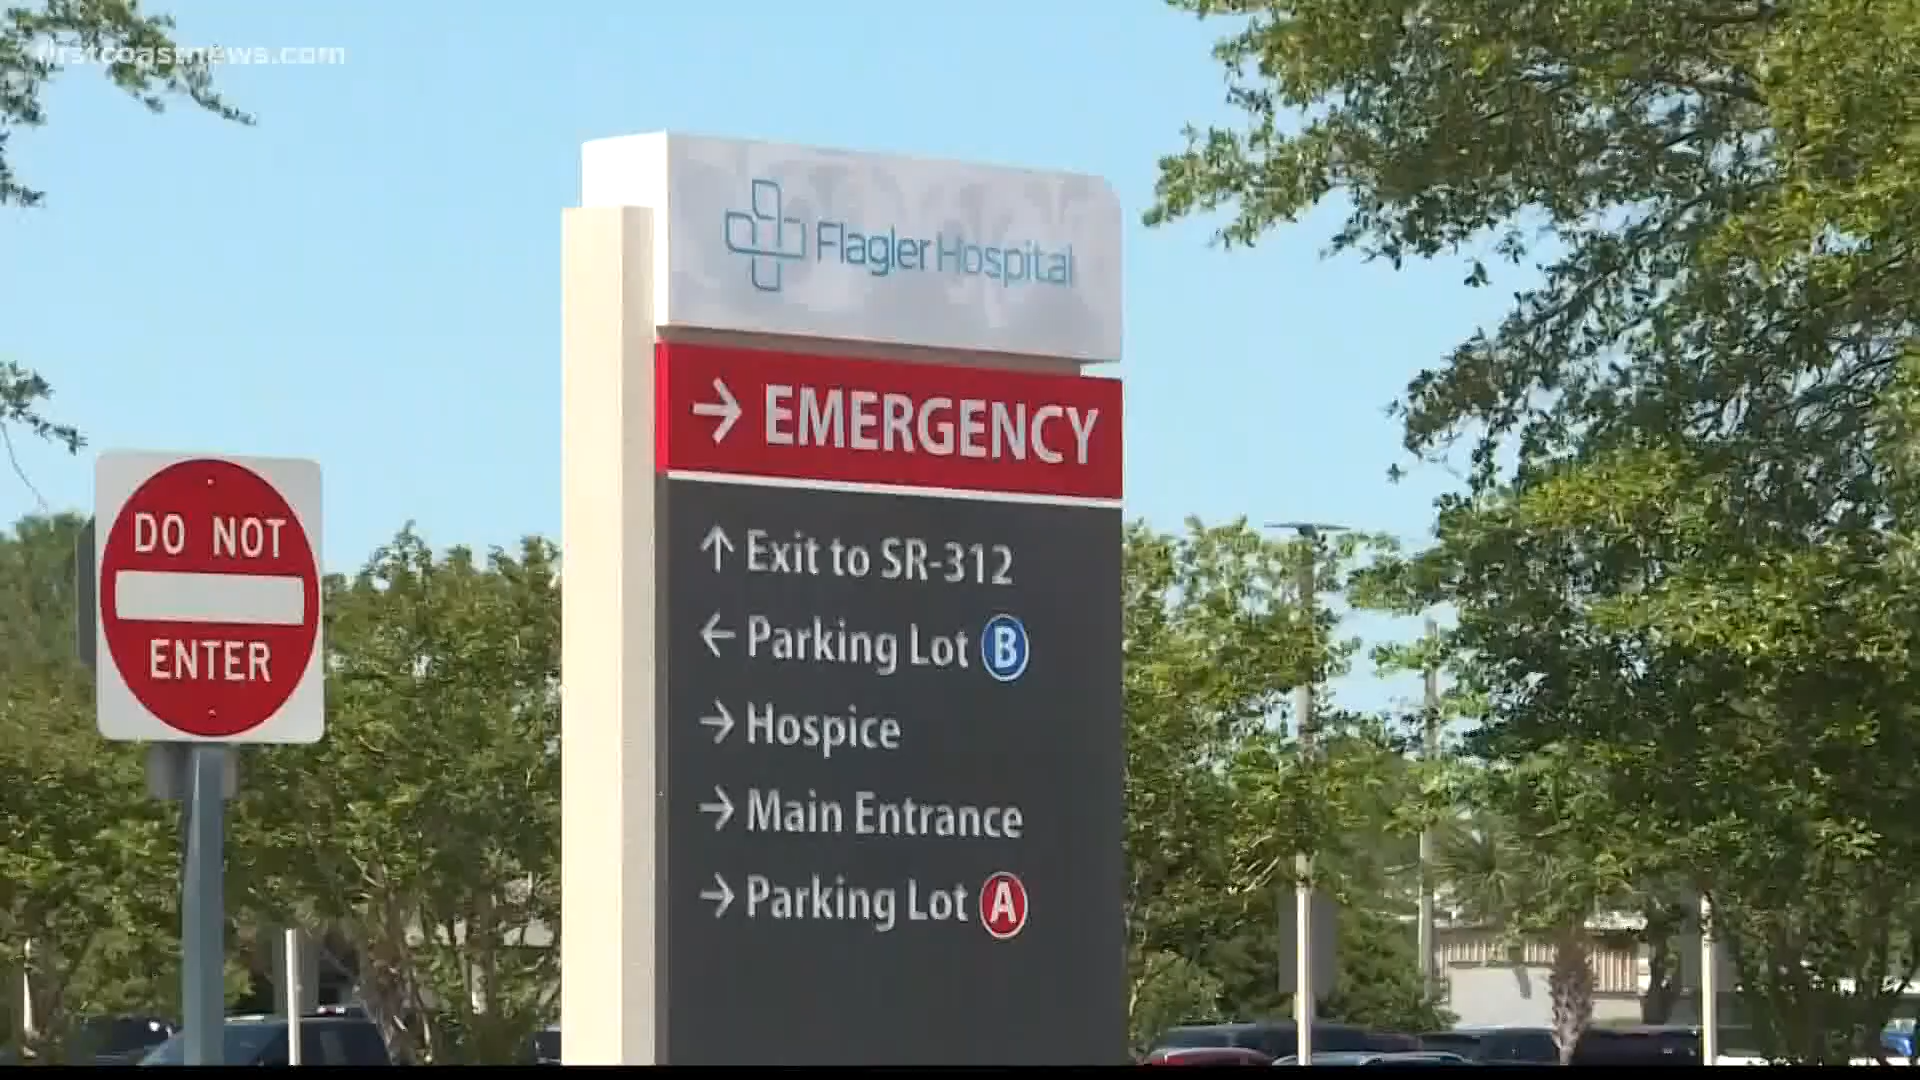 firstcoastnews.com
Flagler Hospital
→ EMERGENCY
↑ Exit to SR-312
← Parking Lot B
→ Hospice
→ Main Entrance
→ Parking Lot A
DO NOT
ENTER